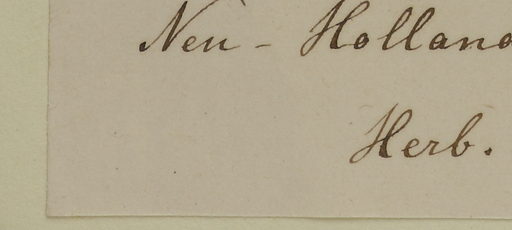 Neu - Holland
Herb.